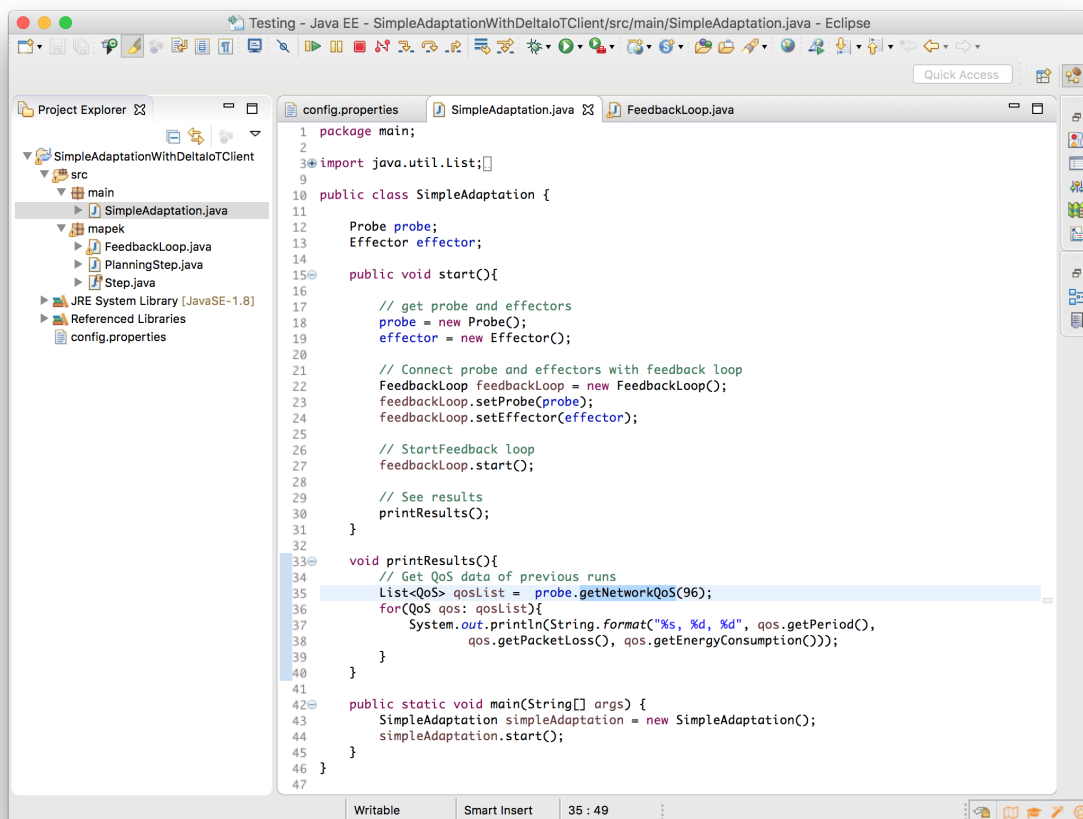 Testing - Java EE - SimpleAdaptationWithDeltaIoTClient/src/main/SimpleAdaptation.java - Eclipse
Quick Access
Project Explorer
SimpleAdaptationWithDeltaIoTClient
src
main
SimpleAdaptation.java
mapek
FeedbackLoop.java
PlanningStep.java
Step.java
JRE System Library [JavaSE-1.8]
Referenced Libraries
config.properties
config.properties SimpleAdaptation.java FeedbackLoop.java
1 package main;
2
3 import java.util.List;
9
10 public class SimpleAdaptation {
11
12     Probe probe;
13     Effector effector;
14
15     public void start(){
16
17         // get probe and effectors
18         probe = new Probe();
19         effector = new Effector();
20
21         // Connect probe and effectors with feedback loop
22         FeedbackLoop feedbackLoop = new FeedbackLoop();
23         feedbackLoop.setProbe(probe);
24         feedbackLoop.setEffector(effector);
25
26         // StartFeedback loop
27         feedbackLoop.start();
28
29         // See results
30         printResults();
31     }
32
33     void printResults(){
34         // Get QoS data of previous runs
35         List<QoS> qosList =  probe.getNetworkQoS(96);
36         for(QoS qos: qosList){
37             System.out.println(String.format("%s, %d, %d", qos.getPeriod(),
38                     qos.getPacketLoss(), qos.getEnergyConsumption()));
39         }
40     }
41
42     public static void main(String[] args) {
43         SimpleAdaptation simpleAdaptation = new SimpleAdaptation();
44         simpleAdaptation.start();
45     }
46 }
47
Writable Smart Insert 35 : 49